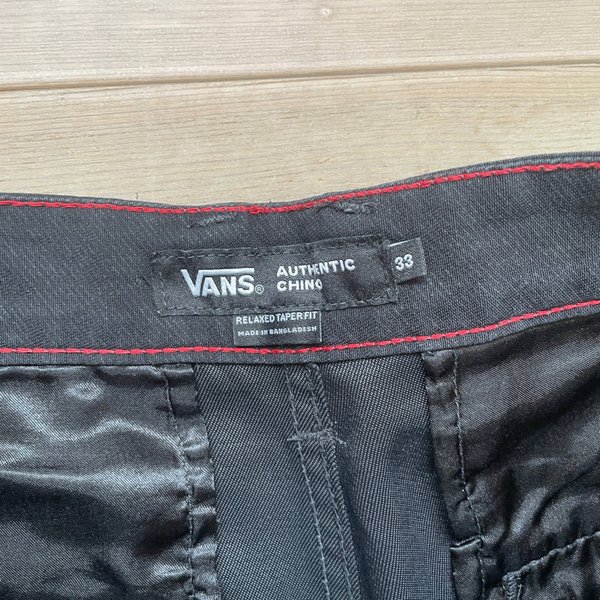 VANS® AUTHENTIC
CHINO
33
RELAXED TAPER FIT
MADE IN BANGLADESH